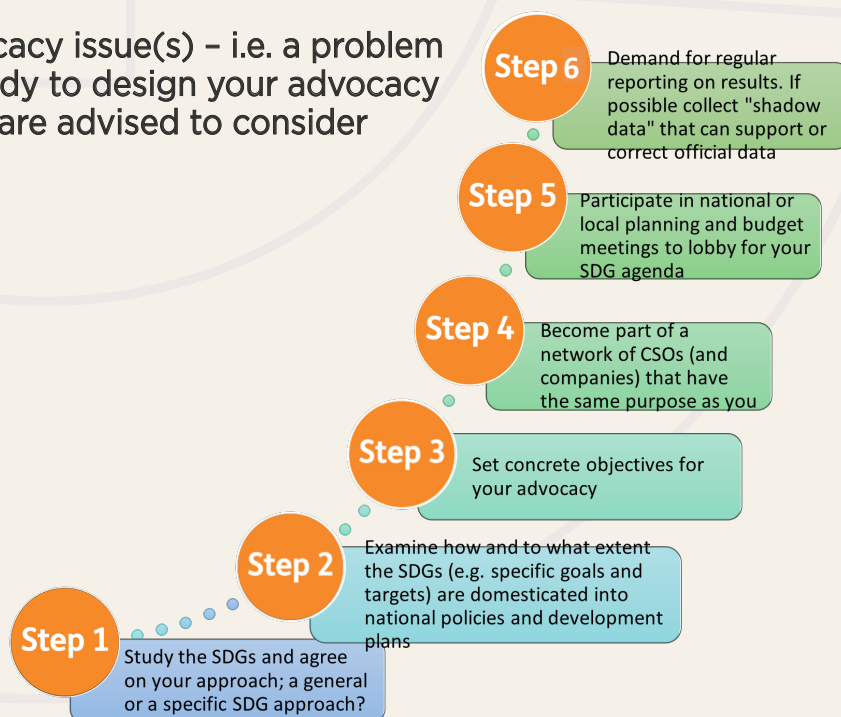 cacy issue(s) – i.e. a problem
dy to design your advocacy
are advised to consider
Step 6
Demand for regular
reporting on results. If
possible collect "shadow
data" that can support or
correct official data
Step 5
Participate in national or
local planning and budget
meetings to lobby for your
SDG agenda
Step 4
Become part of a
network of CSOs (and
companies) that have
the same purpose as you
Step 3
Set concrete objectives for
your advocacy
Step 2
Examine how and to what extent
the SDGs (e.g. specific goals and
targets) are domesticated into
national policies and development
plans
Step 1
Study the SDGs and agree
on your approach; a general
or a specific SDG approach?